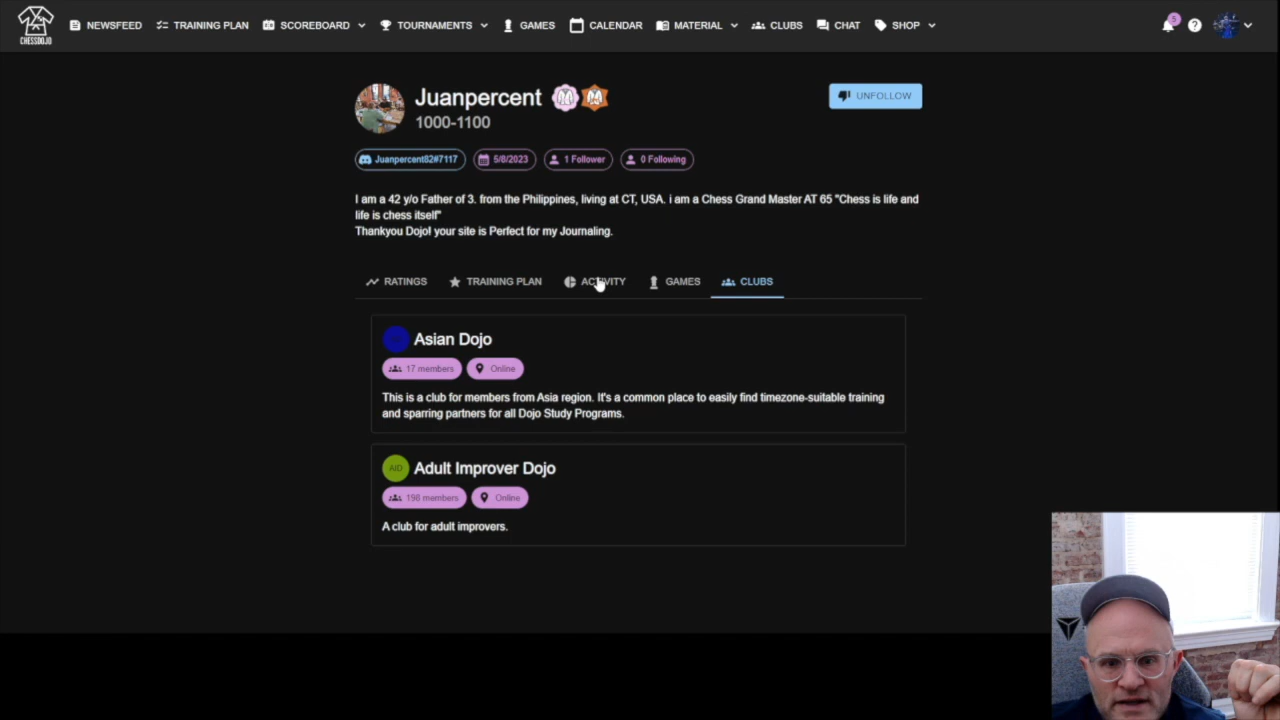 CHESSDOJO
NEWSFEED TRAINING PLAN SCOREBOARD TOURNAMENTS GAMES CALENDAR MATERIAL CLUBS CHAT SHOP
5
Juanpercent
UNFOLLOW
1000-1100
Juanpercent82#7117 5/8/2023 1 Follower 0 Following
I am a 42 y/o Father of 3. from the Philippines, living at CT, USA. i am a Chess Grand Master AT 65 "Chess is life and
life is chess itself"
Thankyou Dojo! your site is Perfect for my Journaling.
RATINGS TRAINING PLAN ACTIVITY GAMES CLUBS
Asian Dojo
17 members Online
This is a club for members from Asia region. It's a common place to easily find timezone-suitable training
and sparring partners for all Dojo Study Programs.
AID Adult Improver Dojo
198 members Online
A club for adult improvers.